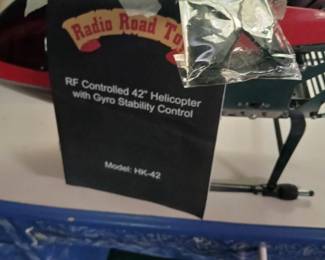 Radio Road To
RF Controlled 42" Helicopter
with Gyro Stability Control
Model: HK-42